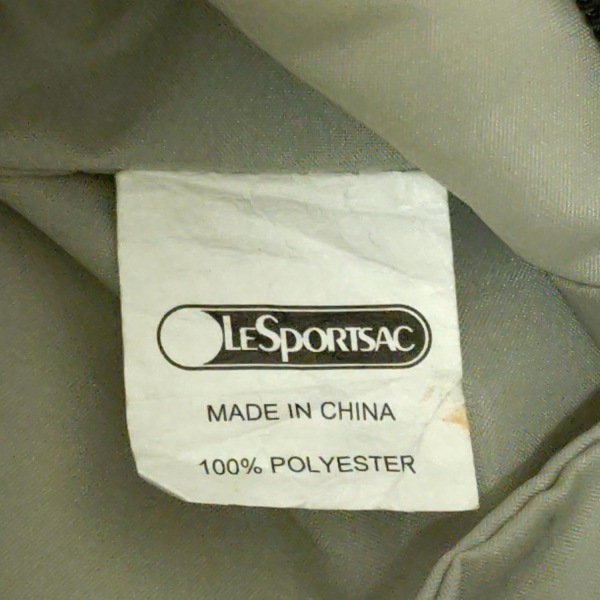 LeSportsac
MADE IN CHINA
100% POLYESTER